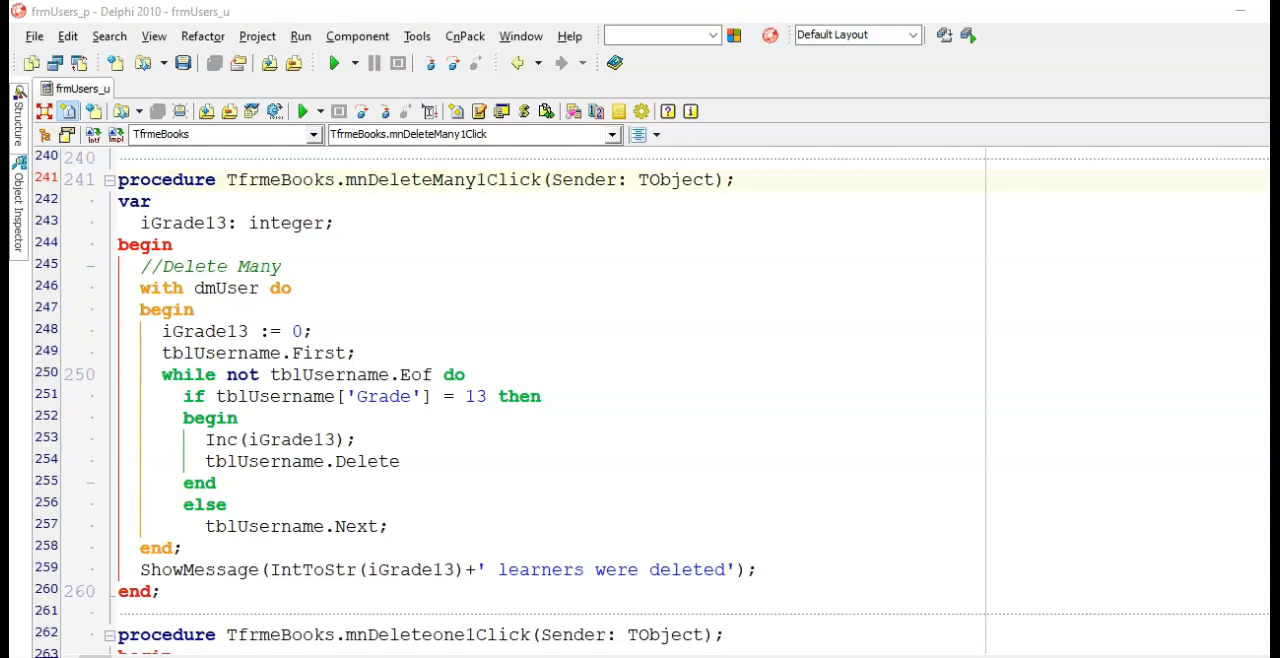 frmUsers_p - Delphi 2010 - frmUsers_u
File Edit Search View Refactor Project Run Component Tools CnPack Window Help Default Layout
frmUsers_u
Structure
Object Inspector
TfrmeBooks TfrmeBooks.mnDeleteMany1Click
240 240
241 241 procedure TfrmeBooks.mnDeleteMany1Click(Sender: TObject);
242 var
243 iGrade13: integer;
244 begin
245 //Delete Many
246 with dmUser do
247 begin
248 iGrade13 := 0;
249 tblUsername.First;
250 250 while not tblUsername.Eof do
251 if tblUsername['Grade'] = 13 then
252 begin
253 Inc(iGrade13);
254 tblUsername.Delete
255 end
256 else
257 tblUsername.Next;
258 end;
259 ShowMessage(IntToStr(iGrade13)+' learners were deleted');
260 260 end;
261
262 procedure TfrmeBooks.mnDeleteone1Click(Sender: TObject);
263 begin